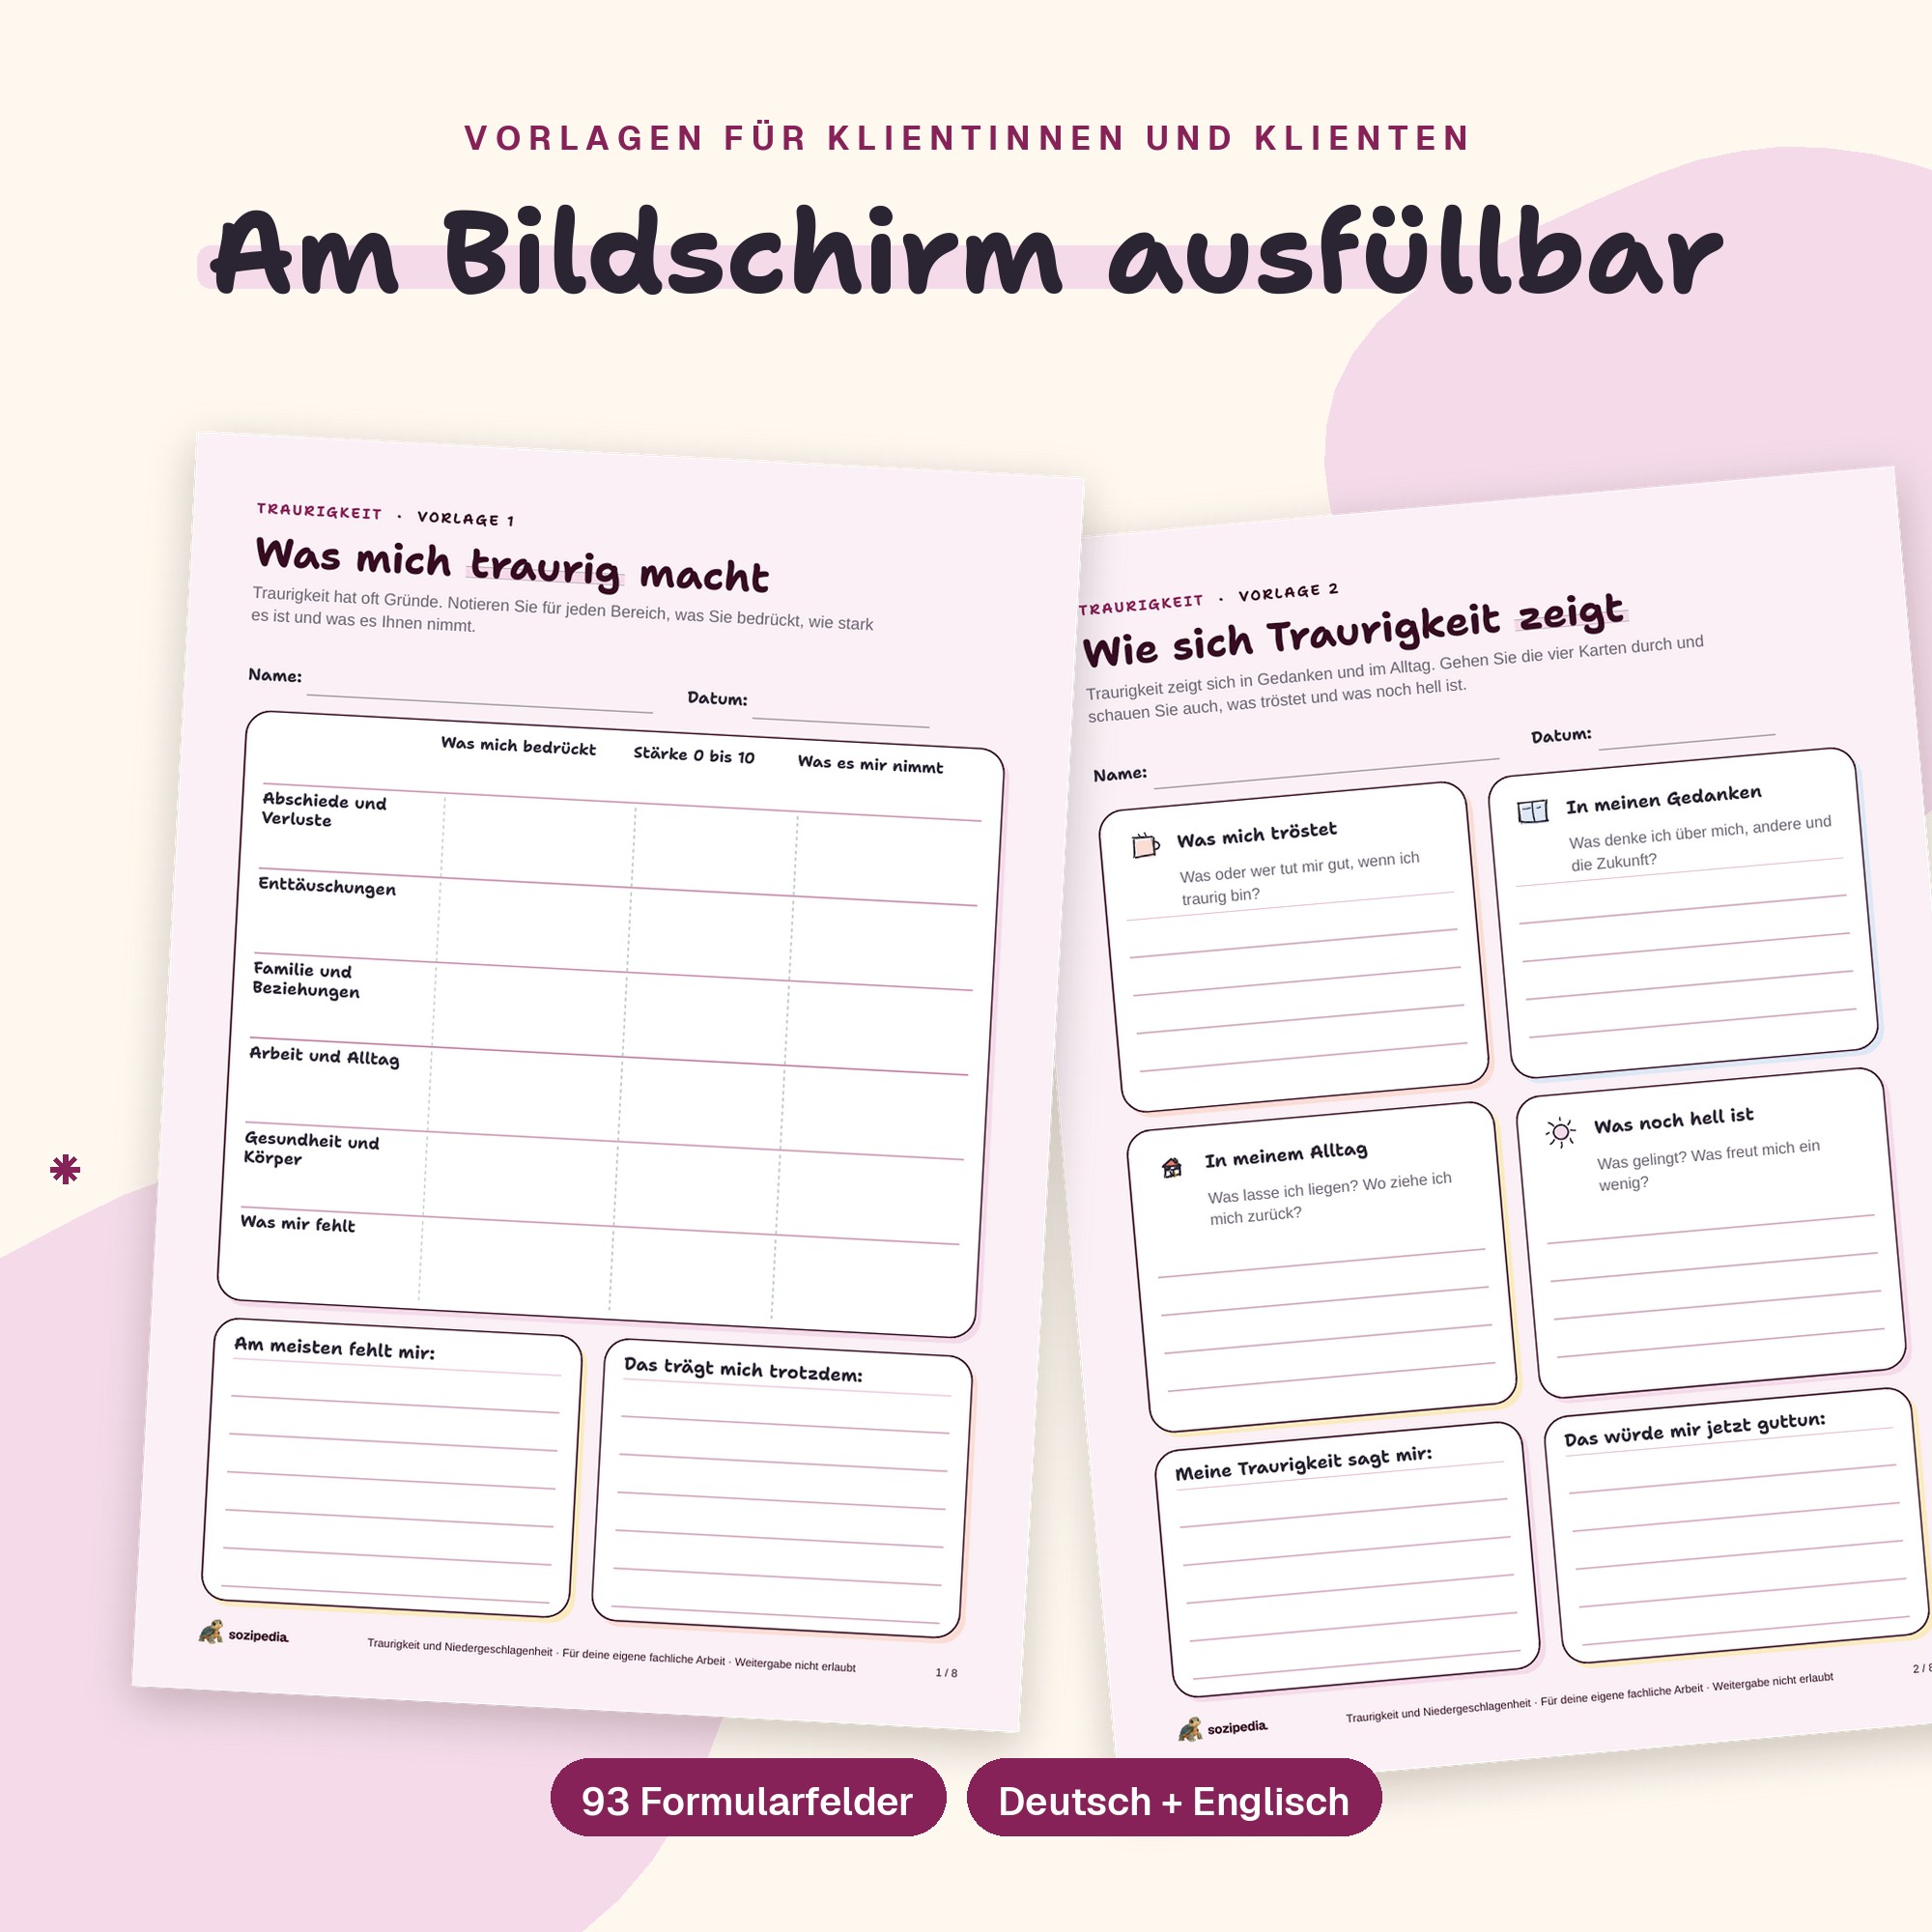 VORLAGEN FÜR KLIENTINNEN UND KLIENTEN
Am Bildschirm ausfüllbar
TRAURIGKEIT · VORLAGE 1
Was mich traurig macht
Traurigkeit hat oft Gründe. Notieren Sie für jeden Bereich, was Sie bedrückt, wie stark
es ist und was es Ihnen nimmt.
Name:
Datum:
Was mich bedrückt
Stärke 0 bis 10
Was es mir nimmt
Abschiede und
Verluste
Enttäuschungen
Familie und
Beziehungen
Arbeit und Alltag
Gesundheit und
Körper
Was mir fehlt
Am meisten fehlt mir:
Das trägt mich trotzdem:
sozipedia.
Traurigkeit und Niedergeschlagenheit · Für deine eigene fachliche Arbeit · Weitergabe nicht erlaubt
1 / 8
TRAURIGKEIT · VORLAGE 2
Wie sich Traurigkeit zeigt
Traurigkeit zeigt sich in Gedanken und im Alltag. Gehen Sie die vier Karten durch und
schauen Sie auch, was tröstet und was noch hell ist.
Name:
Datum:
Was mich tröstet
Was oder wer tut mir gut, wenn ich
traurig bin?
In meinen Gedanken
Was denke ich über mich, andere und
die Zukunft?
In meinem Alltag
Was lasse ich liegen? Wo ziehe ich
mich zurück?
Was noch hell ist
Was gelingt? Was freut mich ein
wenig?
Meine Traurigkeit sagt mir:
Das würde mir jetzt guttun:
sozipedia.
Traurigkeit und Niedergeschlagenheit · Für deine eigene fachliche Arbeit · Weitergabe nicht erlaubt
2 / 8
93 Formularfelder
Deutsch + Englisch